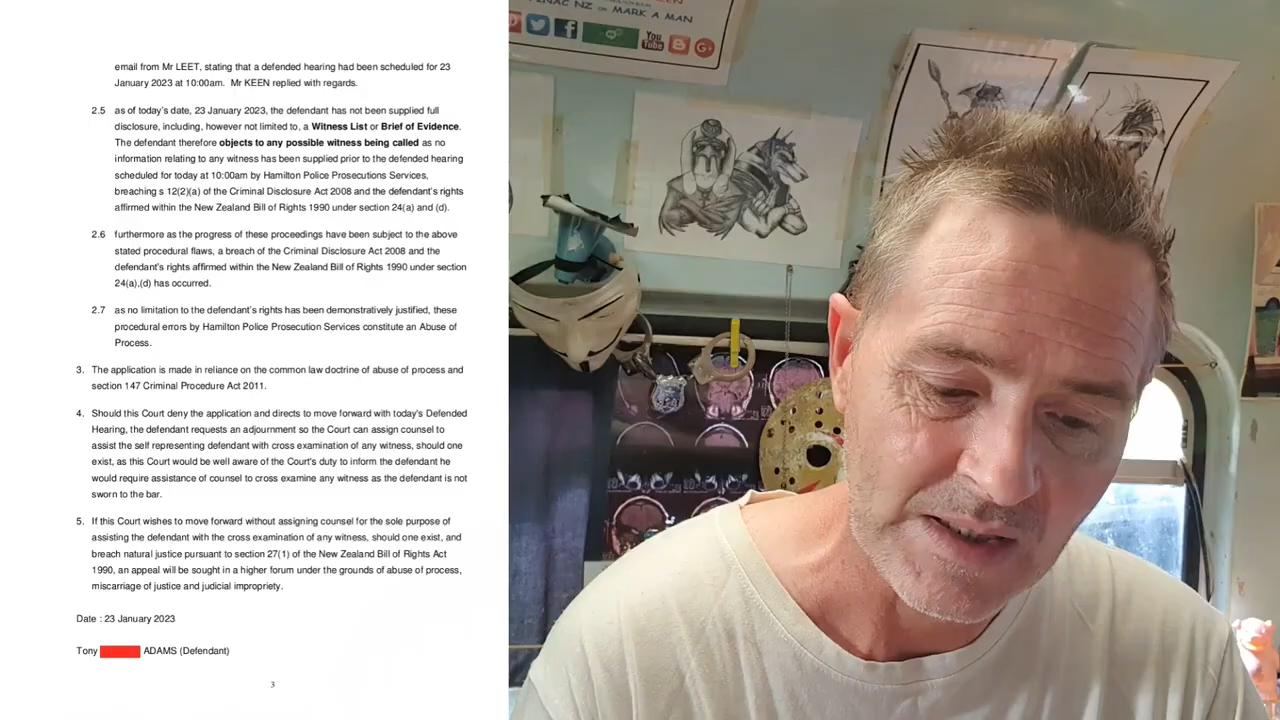 email from Mr LEET, stating that a defended hearing had been scheduled for 23
January 2023 at 10:00am. Mr KEEN replied with regards.
2.5 as of today's date, 23 January 2023, the defendant has not been supplied full
disclosure, including, however not limited to, a Witness List or Brief of Evidence.
The defendant therefore objects to any possible witness being called as no
information relating to any witness has been supplied prior to the defended hearing
scheduled for today at 10:00am by Hamilton Police Prosecutions Services,
breaching s 12(2)(a) of the Criminal Disclosure Act 2008 and the defendant's rights
affirmed within the New Zealand Bill of Rights 1990 under section 24(a) and (d).
2.6 furthermore as the progress of these proceedings have been subject to the above
stated procedural flaws, a breach of the Criminal Disclosure Act 2008 and the
defendant's rights affirmed within the New Zealand Bill of Rights 1990 under section
24(a),(d) has occurred.
2.7 as no limitation to the defendant's rights has been demonstratively justified, these
procedural errors by Hamilton Police Prosecution Services constitute an Abuse of
Process.
3. The application is made in reliance on the common law doctrine of abuse of process and
section 147 Criminal Procedure Act 2011.
4. Should this Court deny the application and directs to move forward with today's Defended
Hearing, the defendant requests an adjournment so the Court can assign counsel to
assist the self representing defendant with cross examination of any witness, should one
exist, as this Court would be well aware of the Court's duty to inform the defendant he
would require assistance of counsel to cross examine any witness as the defendant is not
sworn to the bar.
5. If this Court wishes to move forward without assigning counsel for the sole purpose of
assisting the defendant with the cross examination of any witness, should one exist, and
breach natural justice pursuant to section 27(1) of the New Zealand Bill of Rights Act
1990, an appeal will be sought in a higher forum under the grounds of abuse of process,
miscarriage of justice and judicial impropriety.
Date : 23 January 2023
Tony ADAMS (Defendant)
3
NZ or MARK A MAN
You
Tube